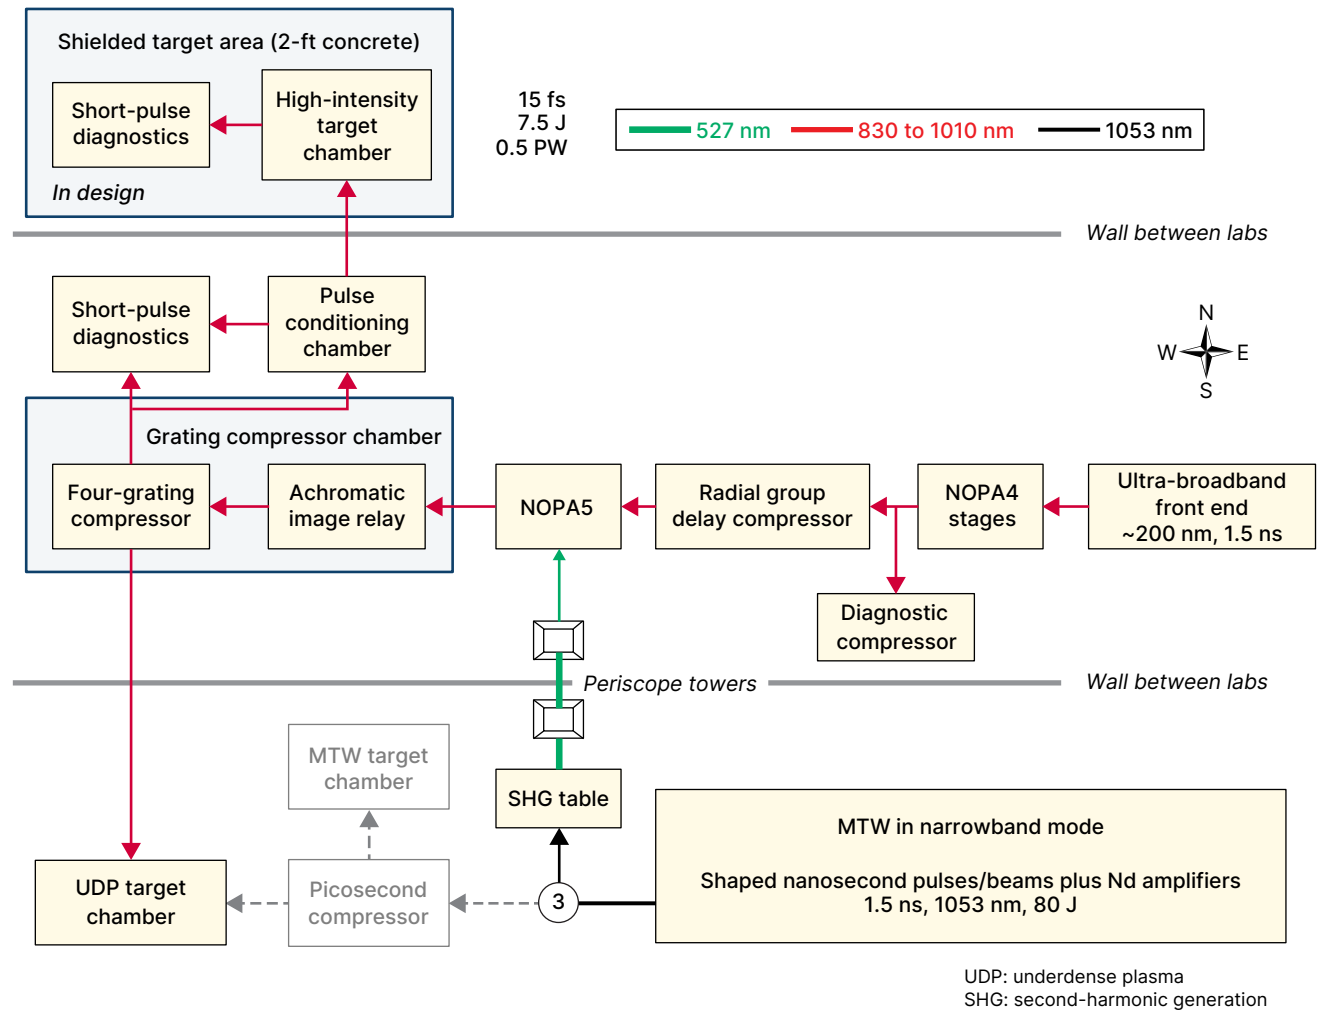 Shielded target area (2-ft concrete)
Short-pulse
diagnostics
High-intensity
target
chamber
In design
15 fs
7.5 J
0.5 PW
527 nm
830 to 1010 nm
1053 nm
Wall between labs
Short-pulse
diagnostics
Pulse
conditioning
chamber
N
W
E
S
Grating compressor chamber
Four-grating
compressor
Achromatic
image relay
NOPA5
Radial group
delay compressor
NOPA4
stages
Ultra-broadband
front end
~200 nm, 1.5 ns
Diagnostic
compressor
Periscope towers
Wall between labs
MTW target
chamber
SHG table
MTW in narrowband mode
Shaped nanosecond pulses/beams plus Nd amplifiers
1.5 ns, 1053 nm, 80 J
UDP target
chamber
Picosecond
compressor
3
UDP: underdense plasma
SHG: second-harmonic generation